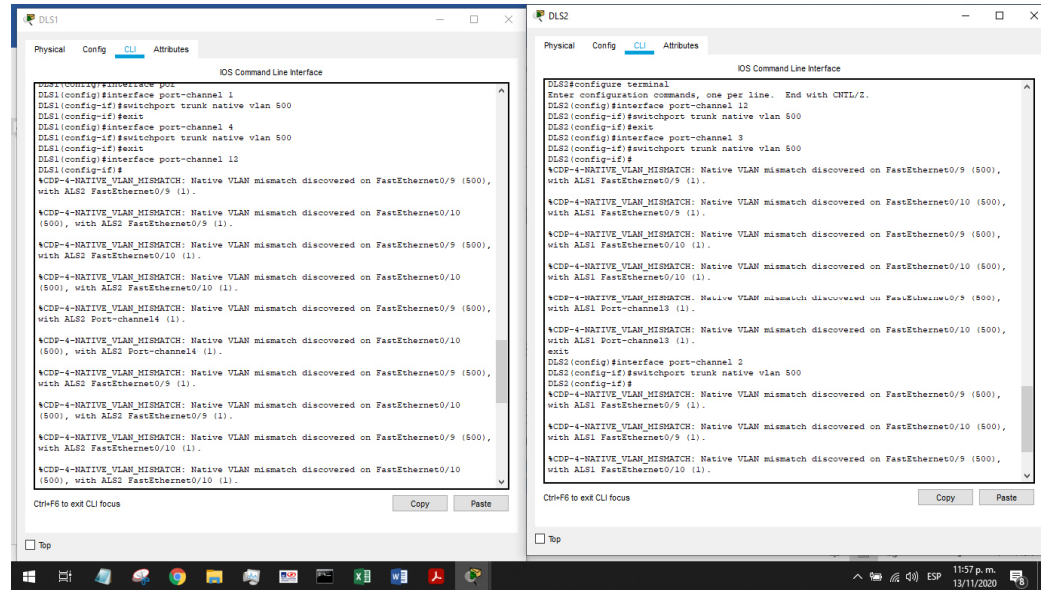 DLS1
Physical Config CLI Attributes
IOS Command Line Interface
DLS1(config)#interface por
DLS1(config)#interface port-channel 1
DLS1(config-if)#switchport trunk native vlan 500
DLS1(config-if)#exit
DLS1(config)#interface port-channel 4
DLS1(config-if)#switchport trunk native vlan 500
DLS1(config-if)#exit
DLS1(config)#interface port-channel 12
DLS1(config-if)#
%CDP-4-NATIVE_VLAN_MISMATCH: Native VLAN mismatch discovered on FastEthernet0/9 (500),
with ALS2 FastEthernet0/9 (1).
%CDP-4-NATIVE_VLAN_MISMATCH: Native VLAN mismatch discovered on FastEthernet0/10
(500), with ALS2 FastEthernet0/9 (1).
%CDP-4-NATIVE_VLAN_MISMATCH: Native VLAN mismatch discovered on FastEthernet0/9 (500),
with ALS2 FastEthernet0/10 (1).
%CDP-4-NATIVE_VLAN_MISMATCH: Native VLAN mismatch discovered on FastEthernet0/10
(500), with ALS2 FastEthernet0/10 (1).
%CDP-4-NATIVE_VLAN_MISMATCH: Native VLAN mismatch discovered on FastEthernet0/9 (500),
with ALS2 Port-channel4 (1).
%CDP-4-NATIVE_VLAN_MISMATCH: Native VLAN mismatch discovered on FastEthernet0/10
(500), with ALS2 Port-channel4 (1).
%CDP-4-NATIVE_VLAN_MISMATCH: Native VLAN mismatch discovered on FastEthernet0/9 (500),
with ALS2 FastEthernet0/9 (1).
%CDP-4-NATIVE_VLAN_MISMATCH: Native VLAN mismatch discovered on FastEthernet0/10
(500), with ALS2 FastEthernet0/9 (1).
%CDP-4-NATIVE_VLAN_MISMATCH: Native VLAN mismatch discovered on FastEthernet0/9 (500),
with ALS2 FastEthernet0/10 (1).
%CDP-4-NATIVE_VLAN_MISMATCH: Native VLAN mismatch discovered on FastEthernet0/10
(500), with ALS2 FastEthernet0/10 (1).
Ctrl+F6 to exit CLI focus
Copy Paste
Top
DLS2
Physical Config CLI Attributes
IOS Command Line Interface
DLS2#configure terminal
Enter configuration commands, one per line. End with CNTL/Z.
DLS2(config)#interface port-channel 12
DLS2(config-if)#switchport trunk native vlan 500
DLS2(config-if)#exit
DLS2(config)#interface port-channel 3
DLS2(config-if)#switchport trunk native vlan 500
DLS2(config-if)#
%CDP-4-NATIVE_VLAN_MISMATCH: Native VLAN mismatch discovered on FastEthernet0/9 (500),
with ALS1 FastEthernet0/9 (1).
%CDP-4-NATIVE_VLAN_MISMATCH: Native VLAN mismatch discovered on FastEthernet0/10 (500),
with ALS1 FastEthernet0/9 (1).
%CDP-4-NATIVE_VLAN_MISMATCH: Native VLAN mismatch discovered on FastEthernet0/9 (500),
with ALS1 FastEthernet0/10 (1).
%CDP-4-NATIVE_VLAN_MISMATCH: Native VLAN mismatch discovered on FastEthernet0/10 (500),
with ALS1 FastEthernet0/10 (1).
%CDP-4-NATIVE_VLAN_MISMATCH: Native VLAN mismatch discovered on FastEthernet0/9 (500),
with ALS1 Port-channel3 (1).
%CDP-4-NATIVE_VLAN_MISMATCH: Native VLAN mismatch discovered on FastEthernet0/10 (500),
with ALS1 Port-channel3 (1).
exit
DLS2(config)#interface port-channel 2
DLS2(config-if)#switchport trunk native vlan 500
DLS2(config-if)#
%CDP-4-NATIVE_VLAN_MISMATCH: Native VLAN mismatch discovered on FastEthernet0/9 (500),
with ALS1 FastEthernet0/9 (1).
%CDP-4-NATIVE_VLAN_MISMATCH: Native VLAN mismatch discovered on FastEthernet0/10 (500),
with ALS1 FastEthernet0/9 (1).
%CDP-4-NATIVE_VLAN_MISMATCH: Native VLAN mismatch discovered on FastEthernet0/9 (500),
with ALS1 FastEthernet0/10 (1).
Ctrl+F6 to exit CLI focus
Copy Paste
Top
ESP
11:57 p. m.
13/11/2020
8